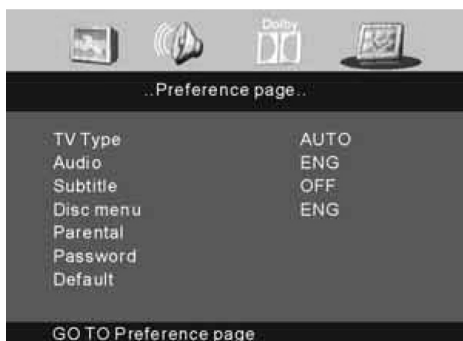 Dolby
..Preference page..
TV Type AUTO
Audio ENG
Subtitle OFF
Disc menu ENG
Parental
Password
Default
GO TO Preference page